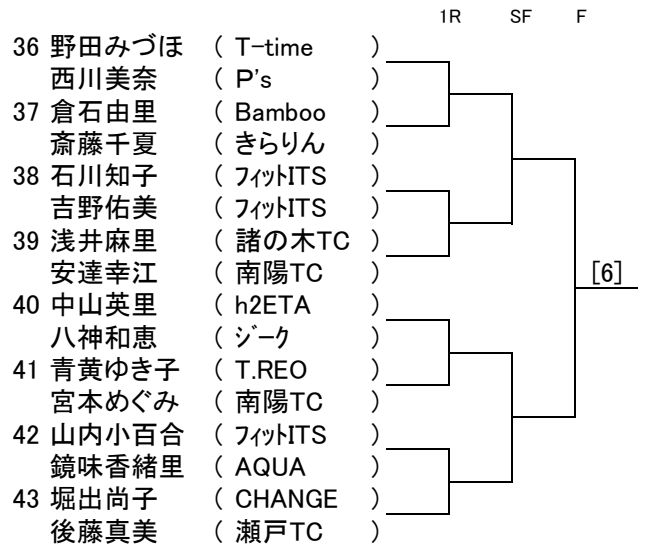 1R SF F
36 野田みづほ ( T-time )
西川美奈 ( P's )
37 倉石由里 ( Bamboo )
斎藤千夏 ( きらりん )
38 石川知子 ( フィットITS )
吉野佑美 ( フィットITS )
39 浅井麻里 ( 諸の木TC )
安達幸江 ( 南陽TC )
[6]
40 中山英里 ( h2ETA )
八神和恵 ( ジーク )
41 青黄ゆき子 ( T.REO )
宮本めぐみ ( 南陽TC )
42 山内小百合 ( フィットITS )
鏡味香緒里 ( AQUA )
43 堀出尚子 ( CHANGE )
後藤真美 ( 瀬戸TC )